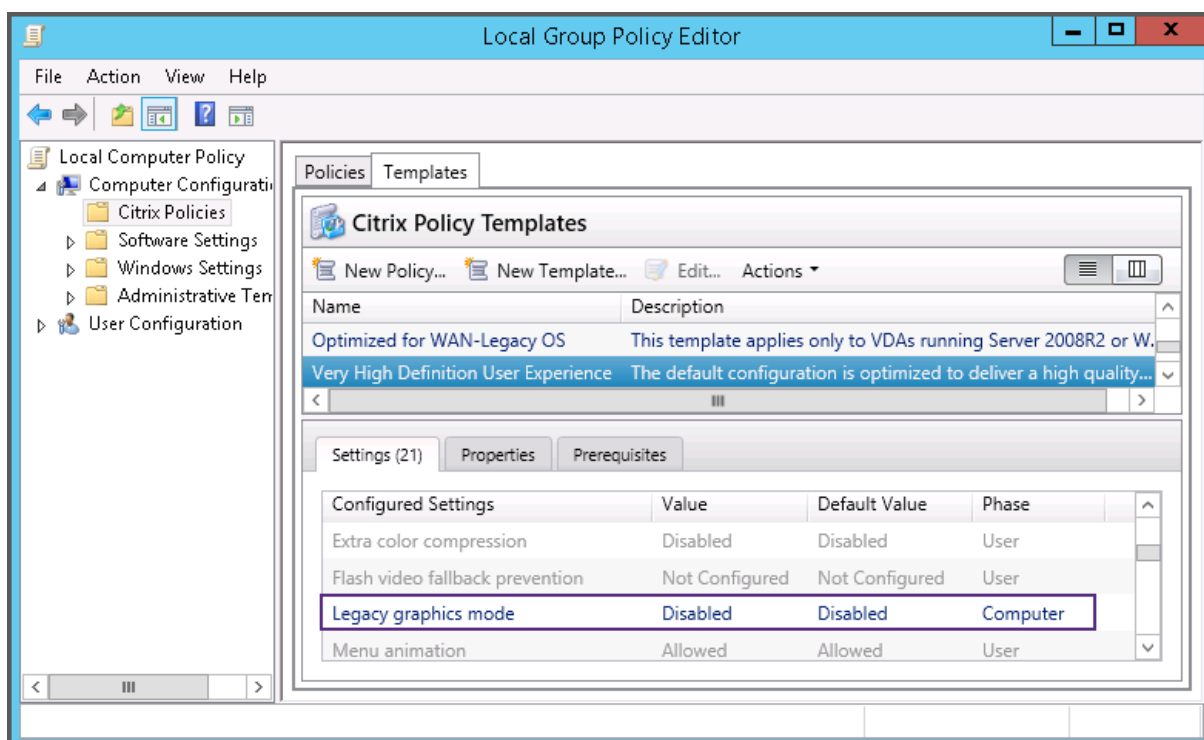 Local Group Policy Editor
File Action View Help
Local Computer Policy
Computer Configurati
Citrix Policies
Software Settings
Windows Settings
Administrative Tem
User Configuration
Policies Templates
Citrix Policy Templates
New Policy... New Template... Edit... Actions
Name Description
Optimized for WAN-Legacy OS This template applies only to VDAs running Server 2008R2 or W.
Very High Definition User Experience The default configuration is optimized to deliver a high quality...
Settings (21) Properties Prerequisites
Configured Settings Value Default Value Phase
Extra color compression Disabled Disabled User
Flash video fallback prevention Not Configured Not Configured User
Legacy graphics mode Disabled Disabled Computer
Menu animation Allowed Allowed User